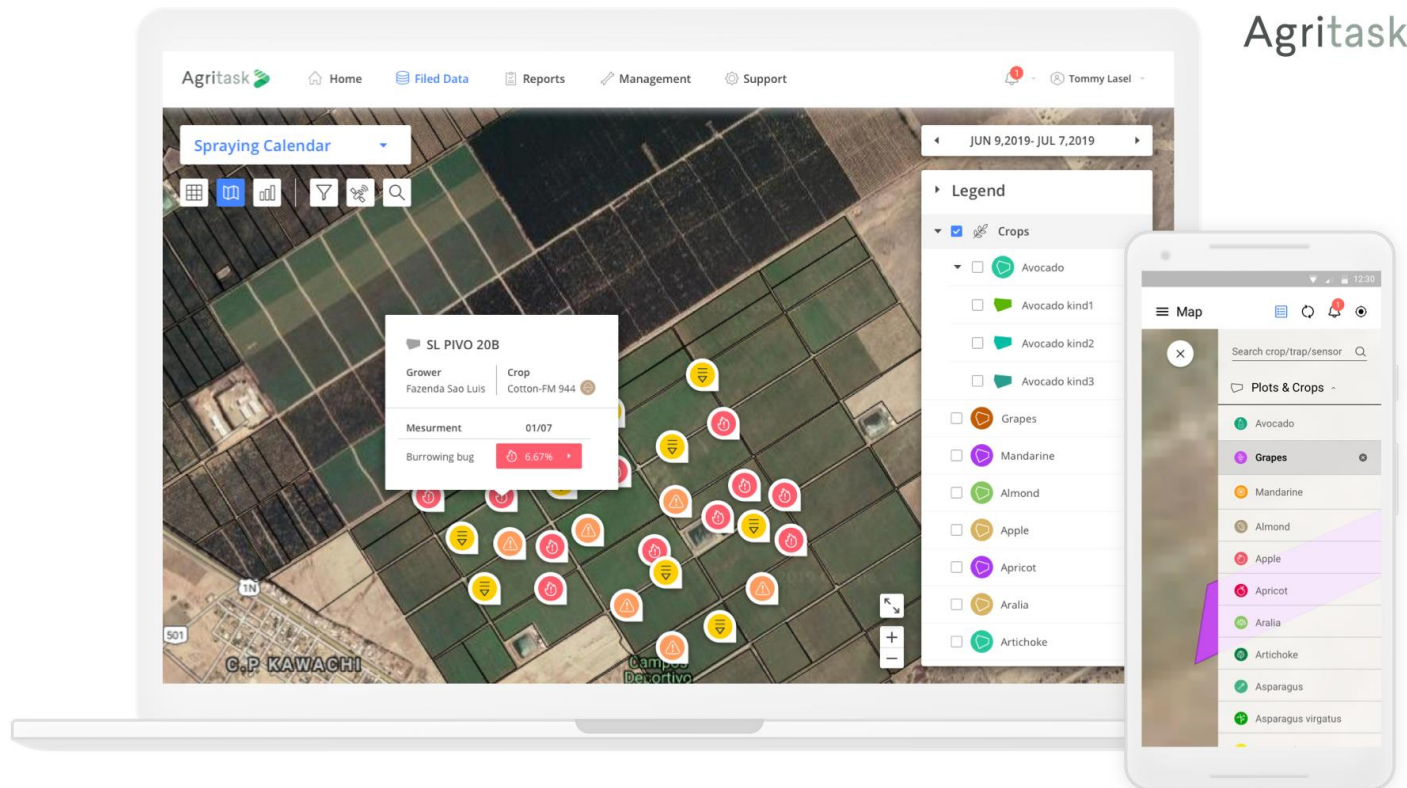 Agritask
Agritask
Home
Filed Data
Reports
Management
Support
1
Tommy Lasel
Spraying Calendar
JUN 9,2019- JUL 7,2019
Legend
Crops
Avocado
Avocado kind1
Avocado kind2
Avocado kind3
Grapes
Mandarine
Almond
Apple
Apricot
Aralia
Artichoke
SL PIVO 20B
Grower
Crop
Fazenda Sao Luis
Cotton-FM 944
Mesurment
01/07
Burrowing bug
6.67%
1N
501
C.P. KAWACHI
Campos
Deportivo
+
−
12:30
Map
1
Search crop/trap/sensor
Plots & Crops
Avocado
Grapes
Mandarine
Almond
Apple
Apricot
Aralia
Artichoke
Asparagus
Asparagus virgatus